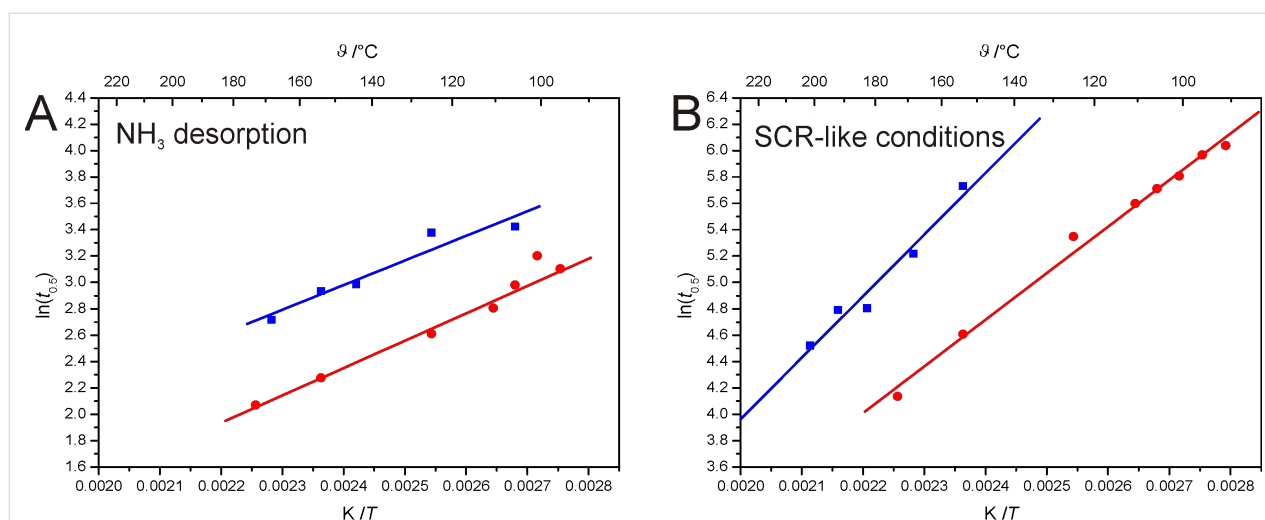 ϑ /°C
220 200 180 160 140 120 100
A
NH₃ desorption
4.4
4.2
4.0
3.8
3.6
3.4
3.2
3.0
2.8
2.6
2.4
2.2
2.0
1.8
1.6
ln(t₀.₅)
0.0020 0.0021 0.0022 0.0023 0.0024 0.0025 0.0026 0.0027 0.0028
K /T
ϑ /°C
220 200 180 160 140 120 100
B
SCR-like conditions
6.4
6.2
6.0
5.8
5.6
5.4
5.2
5.0
4.8
4.6
4.4
4.2
4.0
3.8
3.6
ln(t₀.₅)
0.0020 0.0021 0.0022 0.0023 0.0024 0.0025 0.0026 0.0027 0.0028
K /T